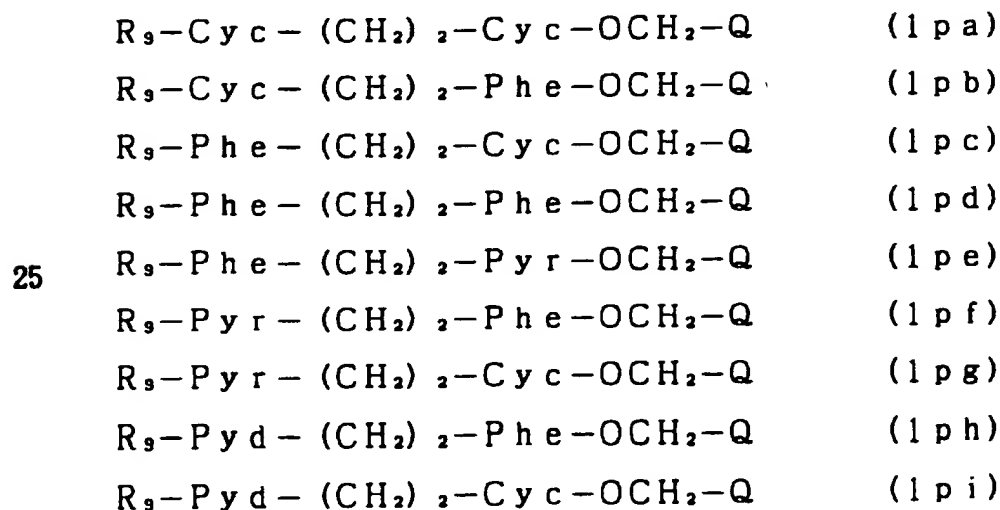 R₉-Cyc-(CH₂)₂-Cyc-OCH₂-Q (1pa)
R₉-Cyc-(CH₂)₂-Phe-OCH₂-Q (1pb)
R₉-Phe-(CH₂)₂-Cyc-OCH₂-Q (1pc)
R₉-Phe-(CH₂)₂-Phe-OCH₂-Q (1pd)
25 R₉-Phe-(CH₂)₂-Pyr-OCH₂-Q (1pe)
R₉-Pyr-(CH₂)₂-Phe-OCH₂-Q (1pf)
R₉-Pyr-(CH₂)₂-Cyc-OCH₂-Q (1pg)
R₉-Pyd-(CH₂)₂-Phe-OCH₂-Q (1ph)
R₉-Pyd-(CH₂)₂-Cyc-OCH₂-Q (1pi)